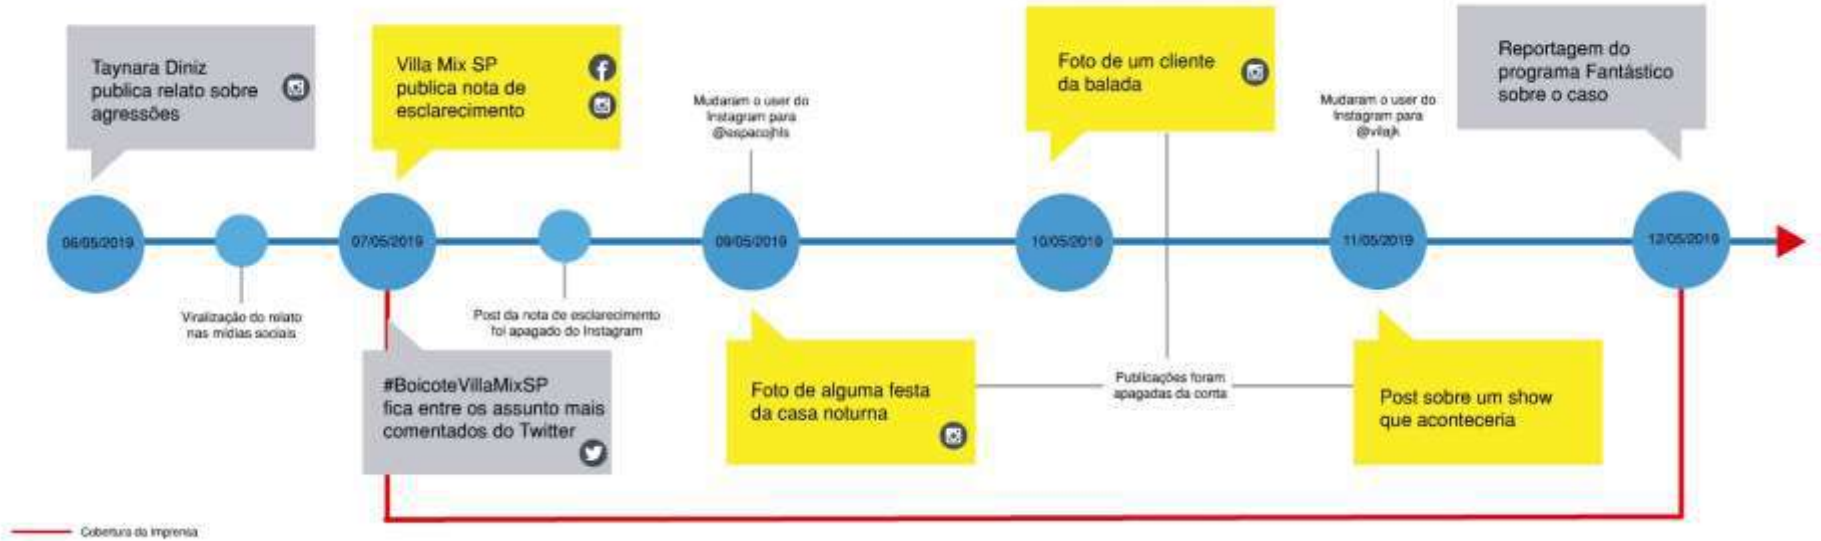 Taynara Diniz
publica relato sobre
agressões
Villa Mix SP
publica nota de
esclarecimento
Mudaram o user do
Instagram para
@espacojhls
Foto de um cliente
da balada
Mudaram o user do
Instagram para
@vilajk
Reportagem do
programa Fantástico
sobre o caso
06/05/2019
07/05/2019
09/05/2019
10/05/2019
11/05/2019
12/05/2019
Viralização do relato
nas mídias sociais
Post da nota de esclarecimento
foi apagado do Instagram
#BoicoteVillaMixSP
fica entre os assunto mais
comentados do Twitter
Foto de alguma festa
da casa noturna
Publicações foram
apagadas da conta
Post sobre um show
que aconteceria
Cobertura da imprensa